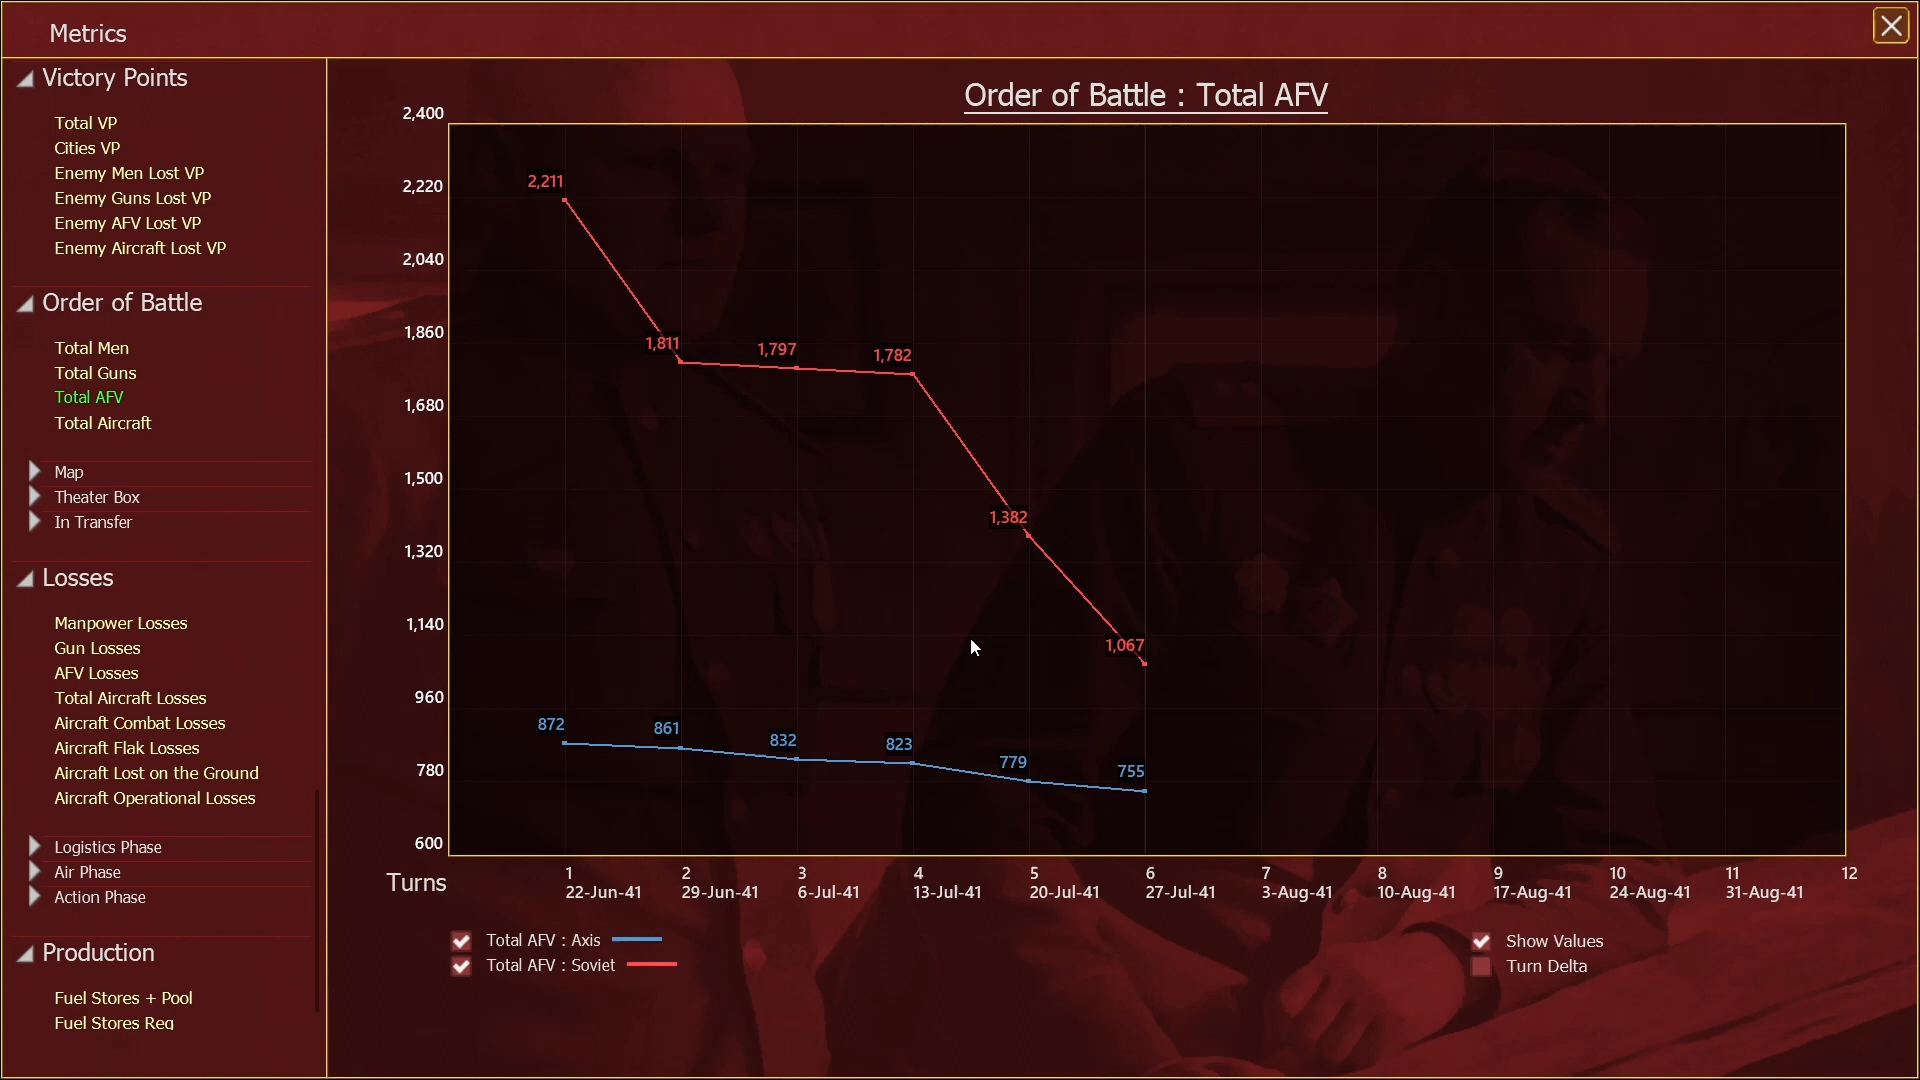 Metrics
Victory Points
Total VP
Cities VP
Enemy Men Lost VP
Enemy Guns Lost VP
Enemy AFV Lost VP
Enemy Aircraft Lost VP
Order of Battle
Total Men
Total Guns
Total AFV
Total Aircraft
Map
Theater Box
In Transfer
Losses
Manpower Losses
Gun Losses
AFV Losses
Total Aircraft Losses
Aircraft Combat Losses
Aircraft Flak Losses
Aircraft Lost on the Ground
Aircraft Operational Losses
Logistics Phase
Air Phase
Action Phase
Production
Fuel Stores + Pool
Fuel Stores Req
Order of Battle : Total AFV
2,400
2,220
2,040
1,860
1,680
1,500
1,320
1,140
960
780
600
2,211
1,811
1,797
1,782
1,382
1,067
872
861
832
823
779
755
Turns
1 2 3 4 5 6 7 8 9 10 11 12
22-Jun-41 29-Jun-41 6-Jul-41 13-Jul-41 20-Jul-41 27-Jul-41 3-Aug-41 10-Aug-41 17-Aug-41 24-Aug-41 31-Aug-41
Total AFV : Axis
Total AFV : Soviet
Show Values
Turn Delta